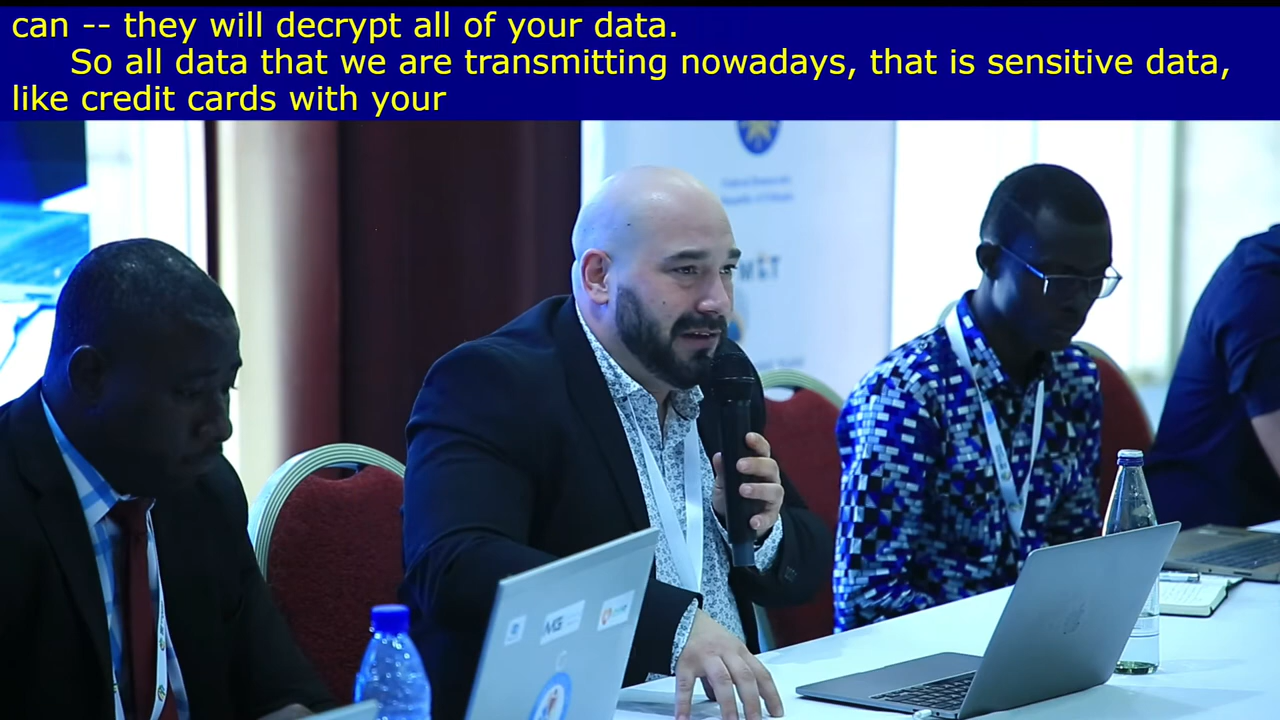 can -- they will decrypt all of your data.
So all data that we are transmitting nowadays, that is sensitive data,
like credit cards with your